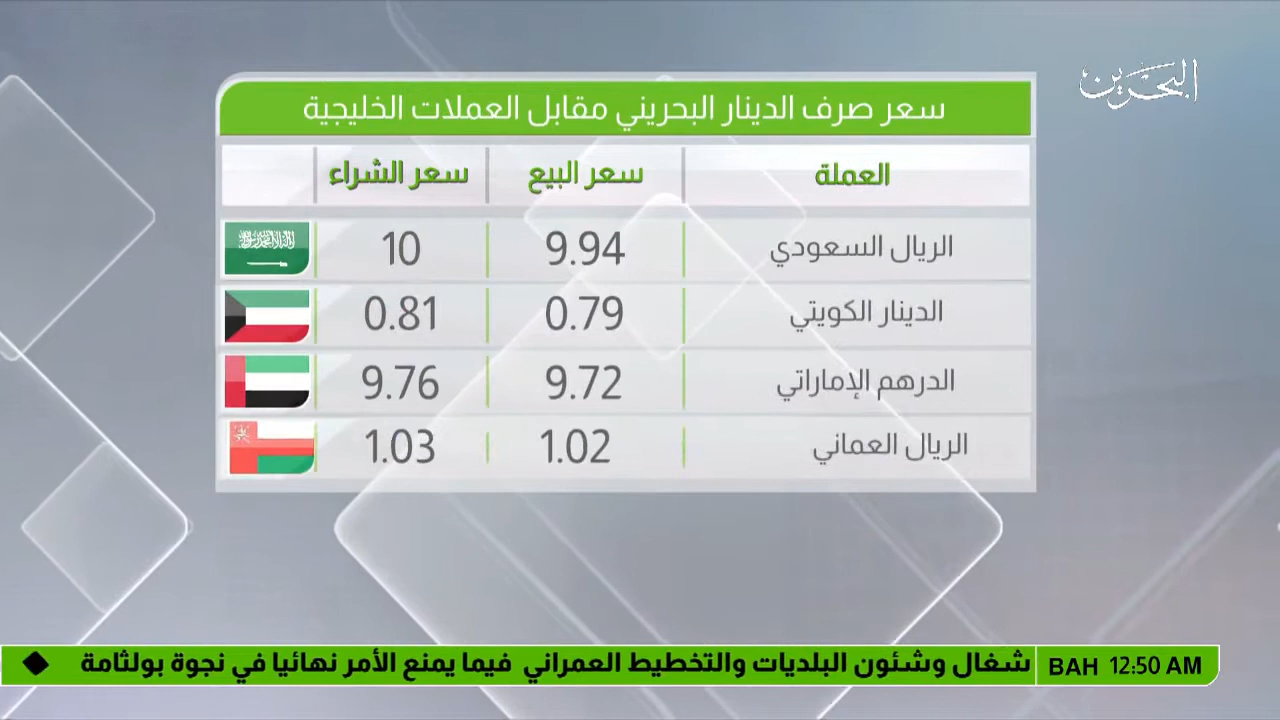 البحرين
سعر صرف الدينار البحريني مقابل العملات الخليجية
العملة سعر البيع سعر الشراء
الريال السعودي 9.94 10
الدينار الكويتي 0.79 0.81
الدرهم الإماراتي 9.72 9.76
الريال العماني 1.02 1.03
BAH 12:50 AM
شغال وشئون البلديات والتخطيط العمراني فيما يمنع الأمر نهائيا في نجوة بولثامة